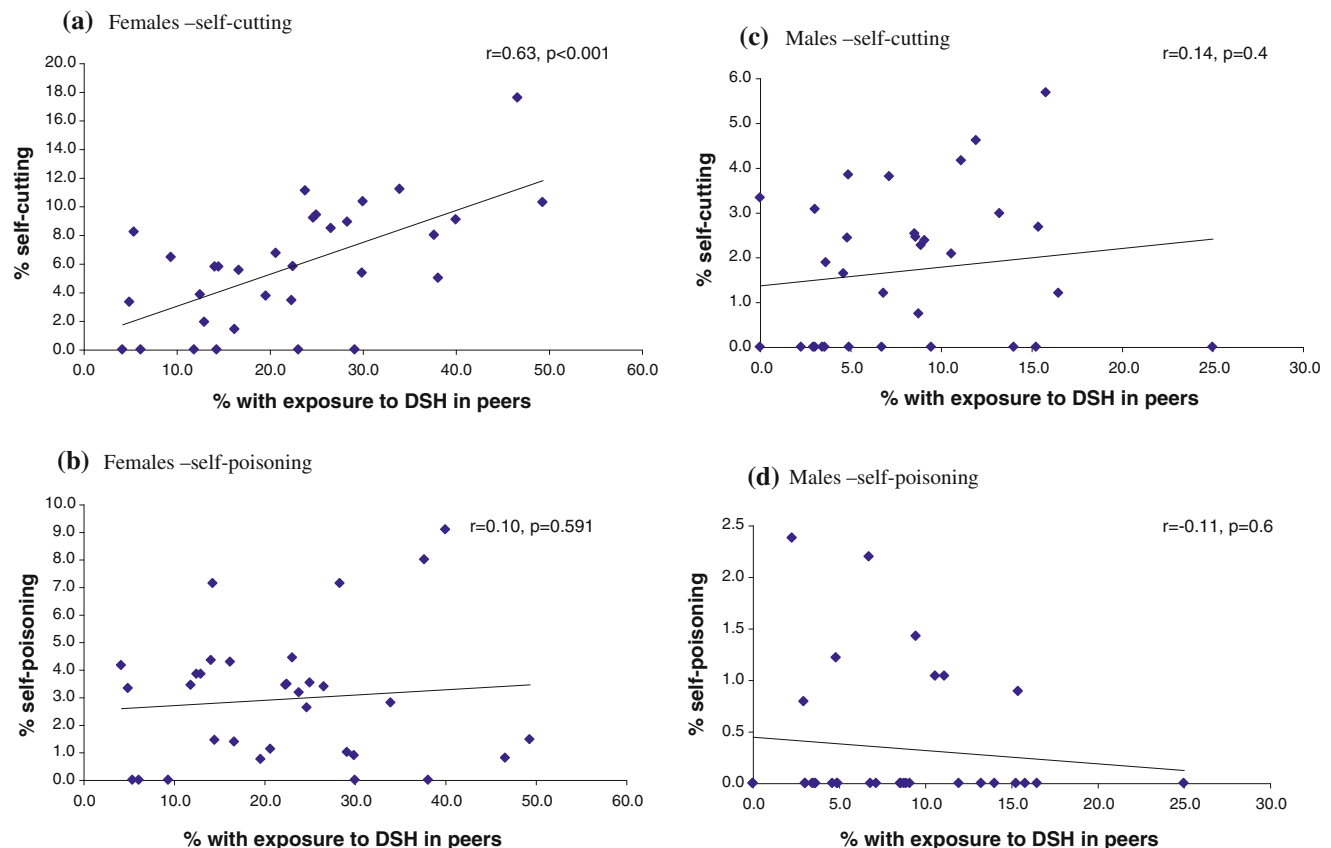 (a) Females –self-cutting
r=0.63, p<0.001
20.0
18.0
16.0
14.0
12.0
10.0
8.0
6.0
4.0
2.0
0.0
% self-cutting
0.0 10.0 20.0 30.0 40.0 50.0 60.0
% with exposure to DSH in peers
(c) Males –self-cutting
r=0.14, p=0.4
6.0
5.0
4.0
3.0
2.0
1.0
0.0
% self-cutting
0.0 5.0 10.0 15.0 20.0 25.0 30.0
% with exposure to DSH in peers
(b) Females –self-poisoning
r=0.10, p=0.591
10.0
9.0
8.0
7.0
6.0
5.0
4.0
3.0
2.0
1.0
0.0
% self-poisoning
0.0 10.0 20.0 30.0 40.0 50.0 60.0
% with exposure to DSH in peers
(d) Males –self-poisoning
r=-0.11, p=0.6
2.5
2.0
1.5
1.0
0.5
0.0
% self-poisoning
0.0 5.0 10.0 15.0 20.0 25.0 30.0
% with exposure to DSH in peers